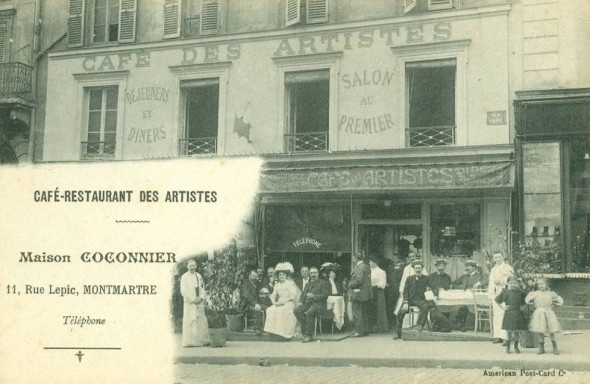 CAFÉ DES ARTISTES
DÉJEUNERS
ET
DINERS
SALON
AU
PREMIER
CAFÉ DES ARTISTES
TÉLÉPHONE
CAFÉ-RESTAURANT DES ARTISTES
Maison COCONNIER
11, Rue Lepic, MONTMARTRE
Téléphone
American Post-Card Cº